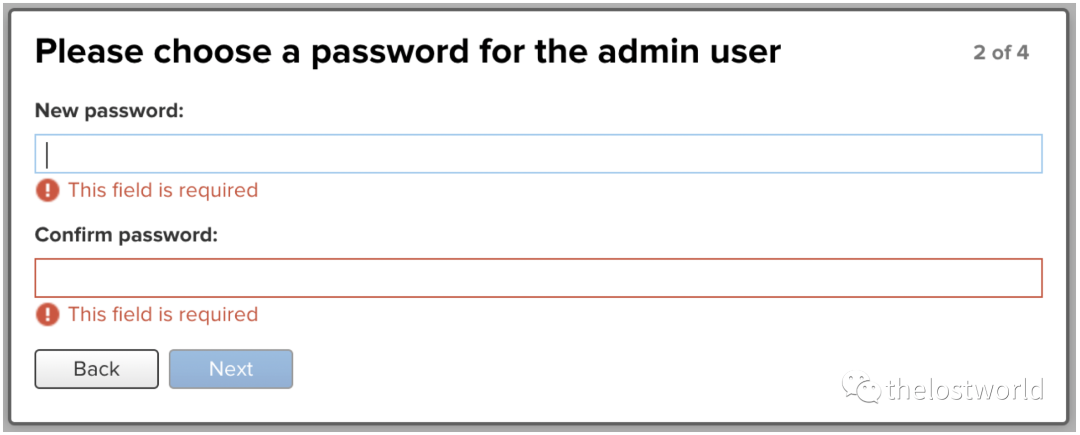 Please choose a password for the admin user
2 of 4
New password:
This field is required
Confirm password:
This field is required
Back
Next
thelostworld